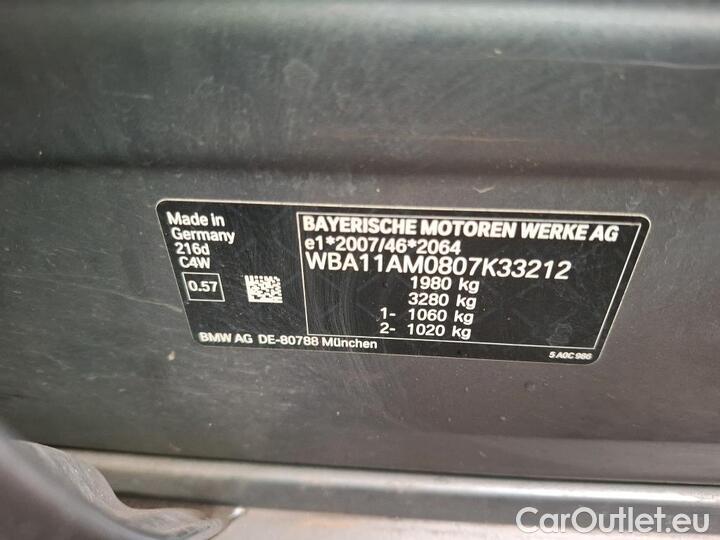 Made in
Germany
216d
C4W
0.57
BAYERISCHE MOTOREN WERKE AG
e1*2007/46*2064
WBA11AM0807K33212
1980 kg
3280 kg
1- 1060 kg
2- 1020 kg
BMW AG DE-80788 München
5 A0C 986
CarOutlet.eu